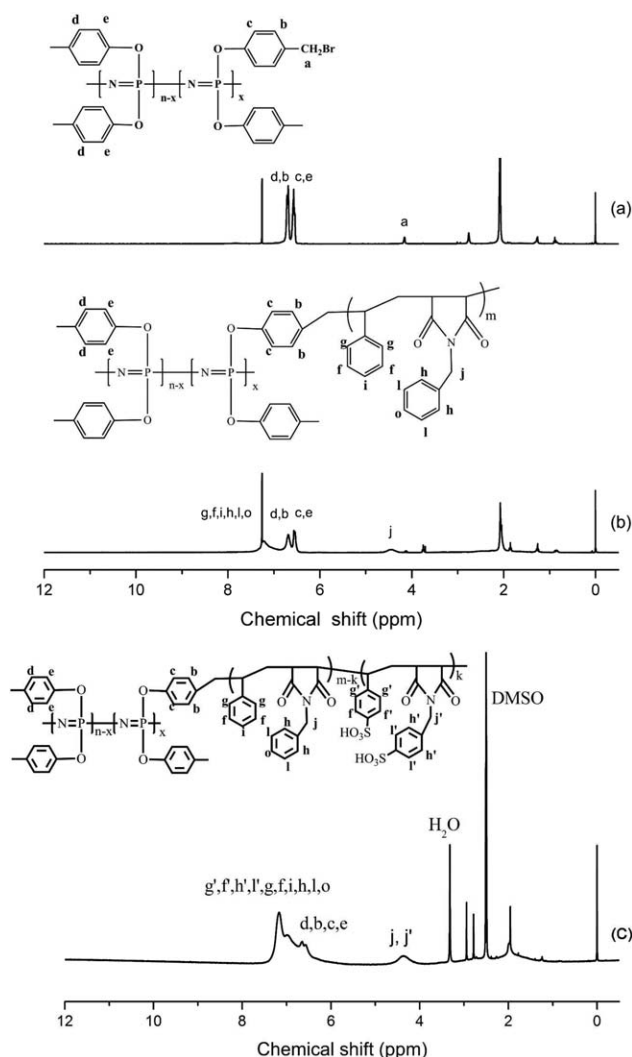 d e c b
O O CH₂Br
a
N=P n-x N=P x
O O
d e
d,b c,e
a
(a)
d e c b
O O m
d e c b g g O N O
N=P n-x N=P x f f h j
i l
O O o h
l
g,f,i,h,l,o d,b c,e
j
(b)
12 10 8 6 4 2 0
Chemical shift (ppm)
d e c b m-k k
O O g g O N O g' g' O N O
d e c b f f h j f' f' h' j'
N=P n-x N=P x i l HO₃S l'
O O o h HO₃S h'
l l'
DMSO
H₂O
g',f',h',l',g,f,i,h,l,o
d,b,c,e
j, j'
(C)
12 10 8 6 4 2 0
Chemical shift (ppm)